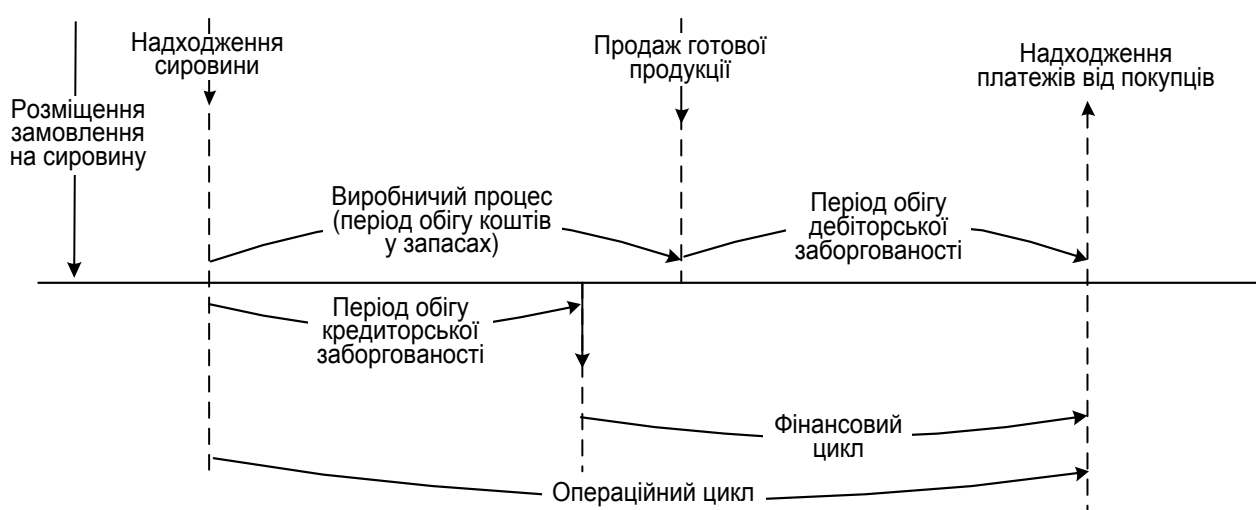 Надходження
сировини
Продаж готової
продукції
Надходження
платежів від покупців
Розміщення
замовлення
на сировину
Виробничий процес
(період обігу коштів
у запасах)
Період обігу
дебіторської
заборгованості
Період обігу
кредиторської
заборгованості
Фінансовий
цикл
Операційний цикл